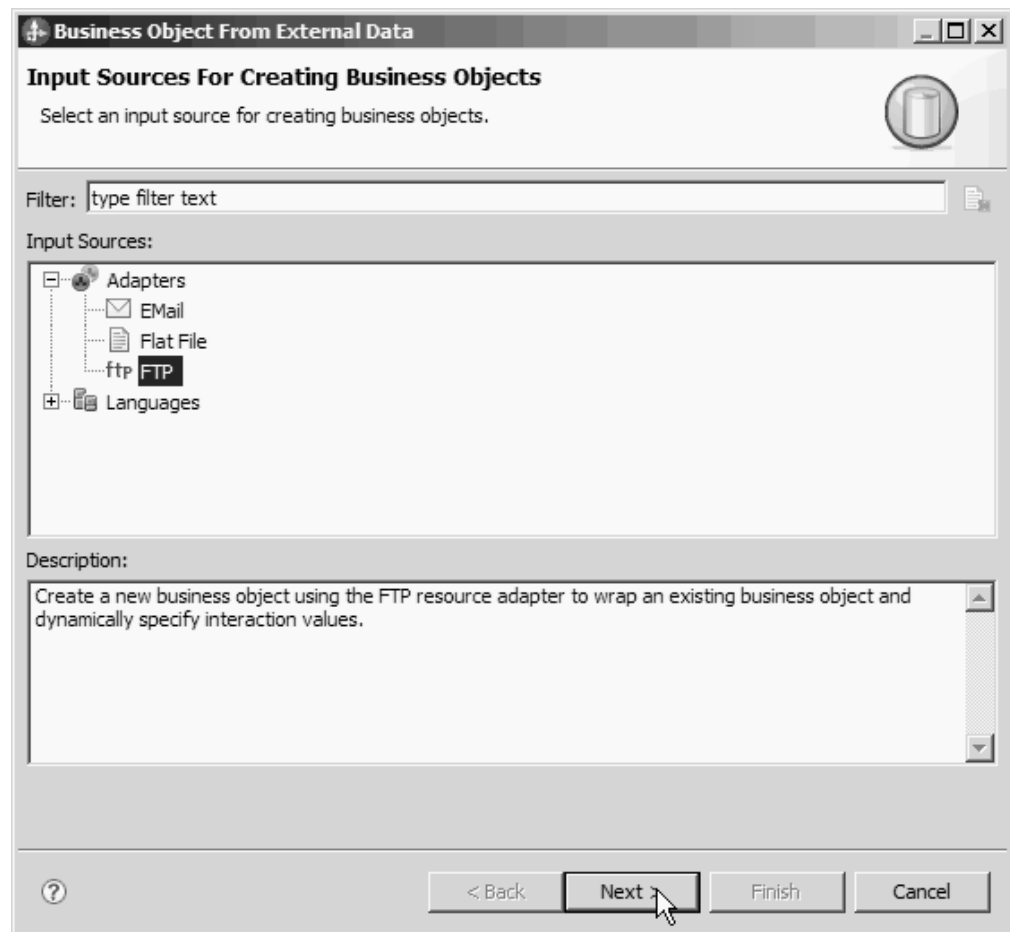 Business Object From External Data
Input Sources For Creating Business Objects
Select an input source for creating business objects.
Filter: type filter text
Input Sources:
Adapters
EMail
Flat File
ftp FTP
Languages
Description:
Create a new business object using the FTP resource adapter to wrap an existing business object and
dynamically specify interaction values.
? < Back Next > Finish Cancel